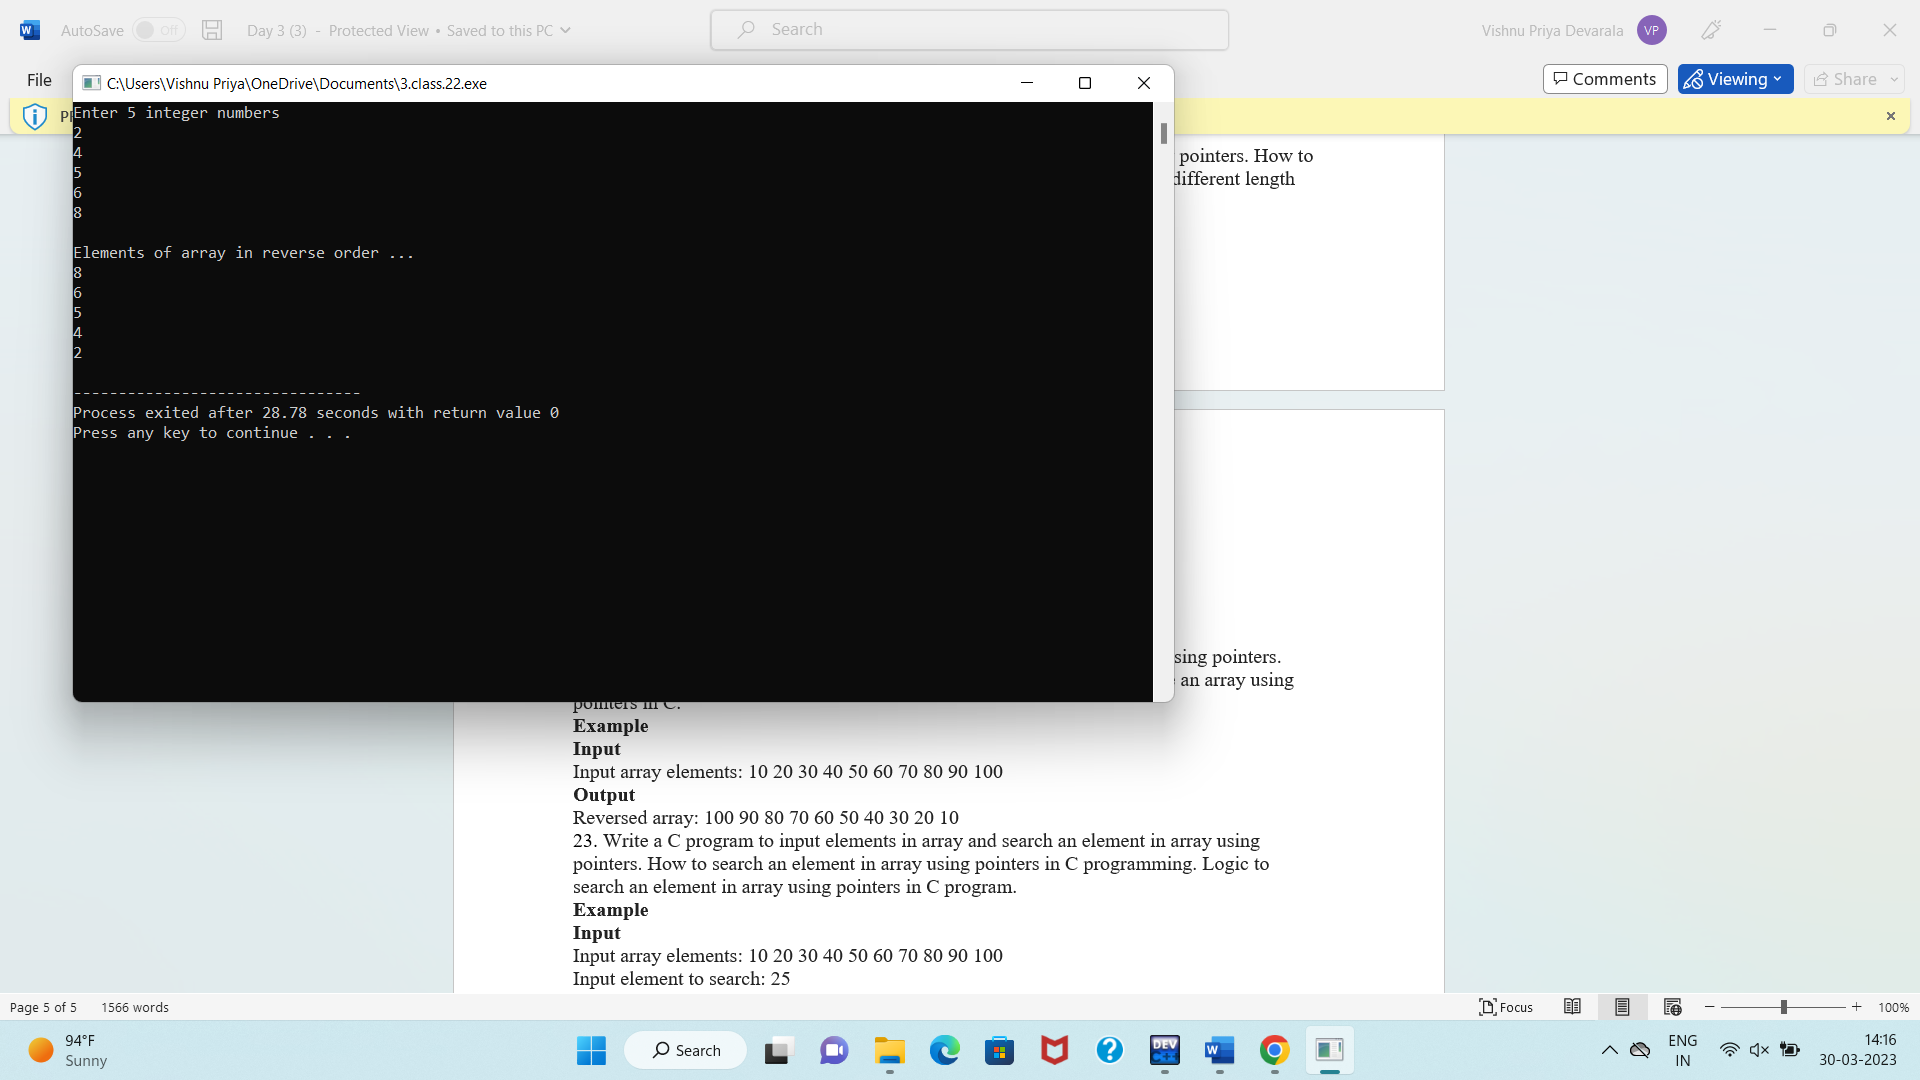 AutoSave Off Day 3 (3) - Protected View • Saved to this PC Search Vishnu Priya Devarala VP
File Comments Viewing Share
C:\Users\Vishnu Priya\OneDrive\Documents\3.class.22.exe
Enter 5 integer numbers
2
4
5
6
8
Elements of array in reverse order ...
8
6
5
4
2
--------------------------------
Process exited after 28.78 seconds with return value 0
Press any key to continue . . .
pointers. How to
different length
using pointers.
an array using
pointers in C.
Example
Input
Input array elements: 10 20 30 40 50 60 70 80 90 100
Output
Reversed array: 100 90 80 70 60 50 40 30 20 10
23. Write a C program to input elements in array and search an element in array using
pointers. How to search an element in array using pointers in C programming. Logic to
search an element in array using pointers in C program.
Example
Input
Input array elements: 10 20 30 40 50 60 70 80 90 100
Input element to search: 25
Page 5 of 5 1566 words Focus 100%
94°F
Sunny
Search
DEV
C++
ENG
IN
14:16
30-03-2023